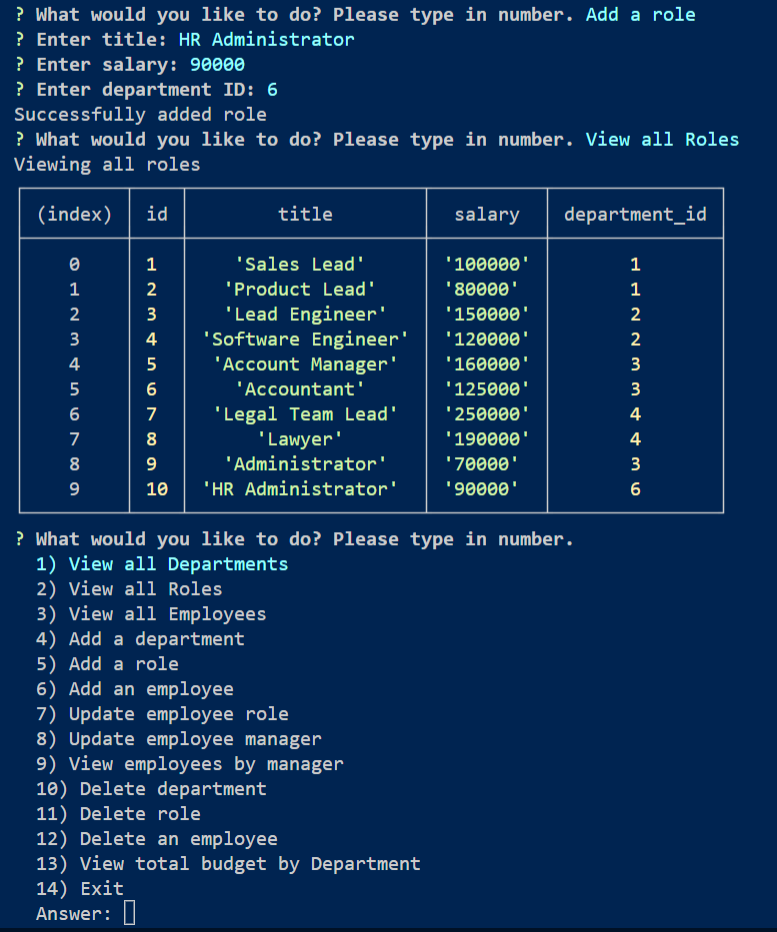 ? What would you like to do? Please type in number. Add a role
? Enter title: HR Administrator
? Enter salary: 90000
? Enter department ID: 6
Successfully added role
? What would you like to do? Please type in number. View all Roles
Viewing all roles
(index) id title salary department_id
0 1 'Sales Lead' '100000' 1
1 2 'Product Lead' '80000' 1
2 3 'Lead Engineer' '150000' 2
3 4 'Software Engineer' '120000' 2
4 5 'Account Manager' '160000' 3
5 6 'Accountant' '125000' 3
6 7 'Legal Team Lead' '250000' 4
7 8 'Lawyer' '190000' 4
8 9 'Administrator' '70000' 3
9 10 'HR Administrator' '90000' 6
? What would you like to do? Please type in number.
1) View all Departments
2) View all Roles
3) View all Employees
4) Add a department
5) Add a role
6) Add an employee
7) Update employee role
8) Update employee manager
9) View employees by manager
10) Delete department
11) Delete role
12) Delete an employee
13) View total budget by Department
14) Exit
Answer: